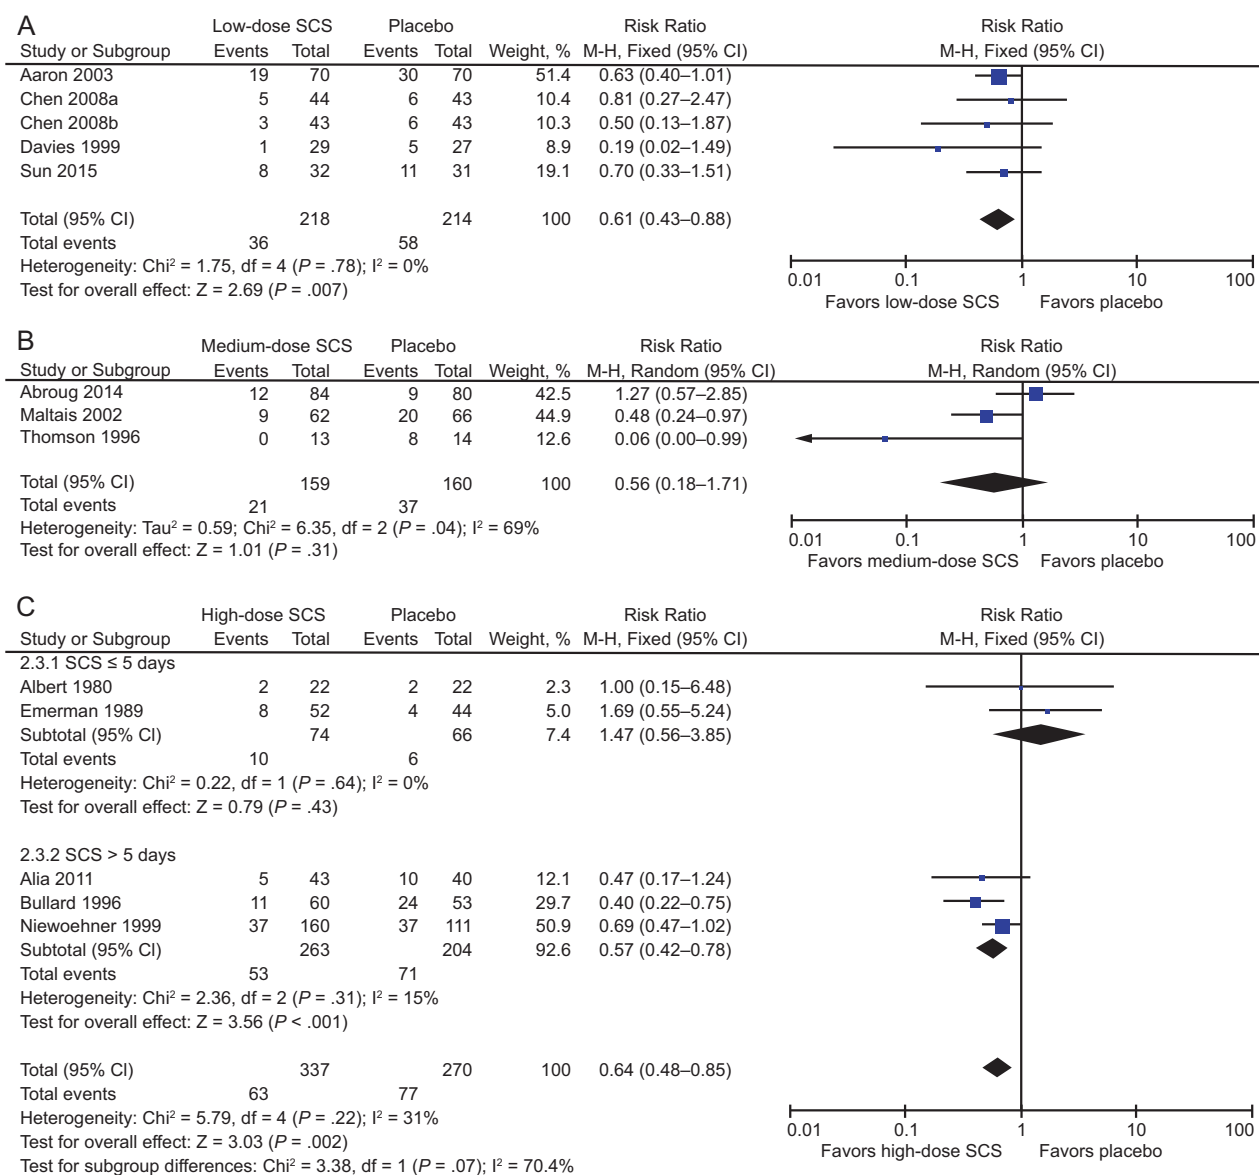 A
Low-dose SCS Placebo Risk Ratio Risk Ratio
Study or Subgroup Events Total Events Total Weight, % M-H, Fixed (95% CI) M-H, Fixed (95% CI)
Aaron 2003 19 70 30 70 51.4 0.63 (0.40–1.01)
Chen 2008a 5 44 6 43 10.4 0.81 (0.27–2.47)
Chen 2008b 3 43 6 43 10.3 0.50 (0.13–1.87)
Davies 1999 1 29 5 27 8.9 0.19 (0.02–1.49)
Sun 2015 8 32 11 31 19.1 0.70 (0.33–1.51)
Total (95% CI) 218 214 100 0.61 (0.43–0.88)
Total events 36 58
Heterogeneity: Chi² = 1.75, df = 4 (P = .78); I² = 0%
Test for overall effect: Z = 2.69 (P = .007)
0.01 0.1 1 10 100
Favors low-dose SCS Favors placebo
B
Medium-dose SCS Placebo Risk Ratio Risk Ratio
Study or Subgroup Events Total Events Total Weight, % M-H, Random (95% CI) M-H, Random (95% CI)
Abroug 2014 12 84 9 80 42.5 1.27 (0.57–2.85)
Maltais 2002 9 62 20 66 44.9 0.48 (0.24–0.97)
Thomson 1996 0 13 8 14 12.6 0.06 (0.00–0.99)
Total (95% CI) 159 160 100 0.56 (0.18–1.71)
Total events 21 37
Heterogeneity: Tau² = 0.59; Chi² = 6.35, df = 2 (P = .04); I² = 69%
Test for overall effect: Z = 1.01 (P = .31)
0.01 0.1 1 10 100
Favors medium-dose SCS Favors placebo
C
High-dose SCS Placebo Risk Ratio Risk Ratio
Study or Subgroup Events Total Events Total Weight, % M-H, Fixed (95% CI) M-H, Fixed (95% CI)
2.3.1 SCS ≤ 5 days
Albert 1980 2 22 2 22 2.3 1.00 (0.15–6.48)
Emerman 1989 8 52 4 44 5.0 1.69 (0.55–5.24)
Subtotal (95% CI) 74 66 7.4 1.47 (0.56–3.85)
Total events 10 6
Heterogeneity: Chi² = 0.22, df = 1 (P = .64); I² = 0%
Test for overall effect: Z = 0.79 (P = .43)
2.3.2 SCS > 5 days
Alia 2011 5 43 10 40 12.1 0.47 (0.17–1.24)
Bullard 1996 11 60 24 53 29.7 0.40 (0.22–0.75)
Niewoehner 1999 37 160 37 111 50.9 0.69 (0.47–1.02)
Subtotal (95% CI) 263 204 92.6 0.57 (0.42–0.78)
Total events 53 71
Heterogeneity: Chi² = 2.36, df = 2 (P = .31); I² = 15%
Test for overall effect: Z = 3.56 (P < .001)
Total (95% CI) 337 270 100 0.64 (0.48–0.85)
Total events 63 77
Heterogeneity: Chi² = 5.79, df = 4 (P = .22); I² = 31%
Test for overall effect: Z = 3.03 (P = .002)
Test for subgroup differences: Chi² = 3.38, df = 1 (P = .07); I² = 70.4%
0.01 0.1 1 10 100
Favors high-dose SCS Favors placebo